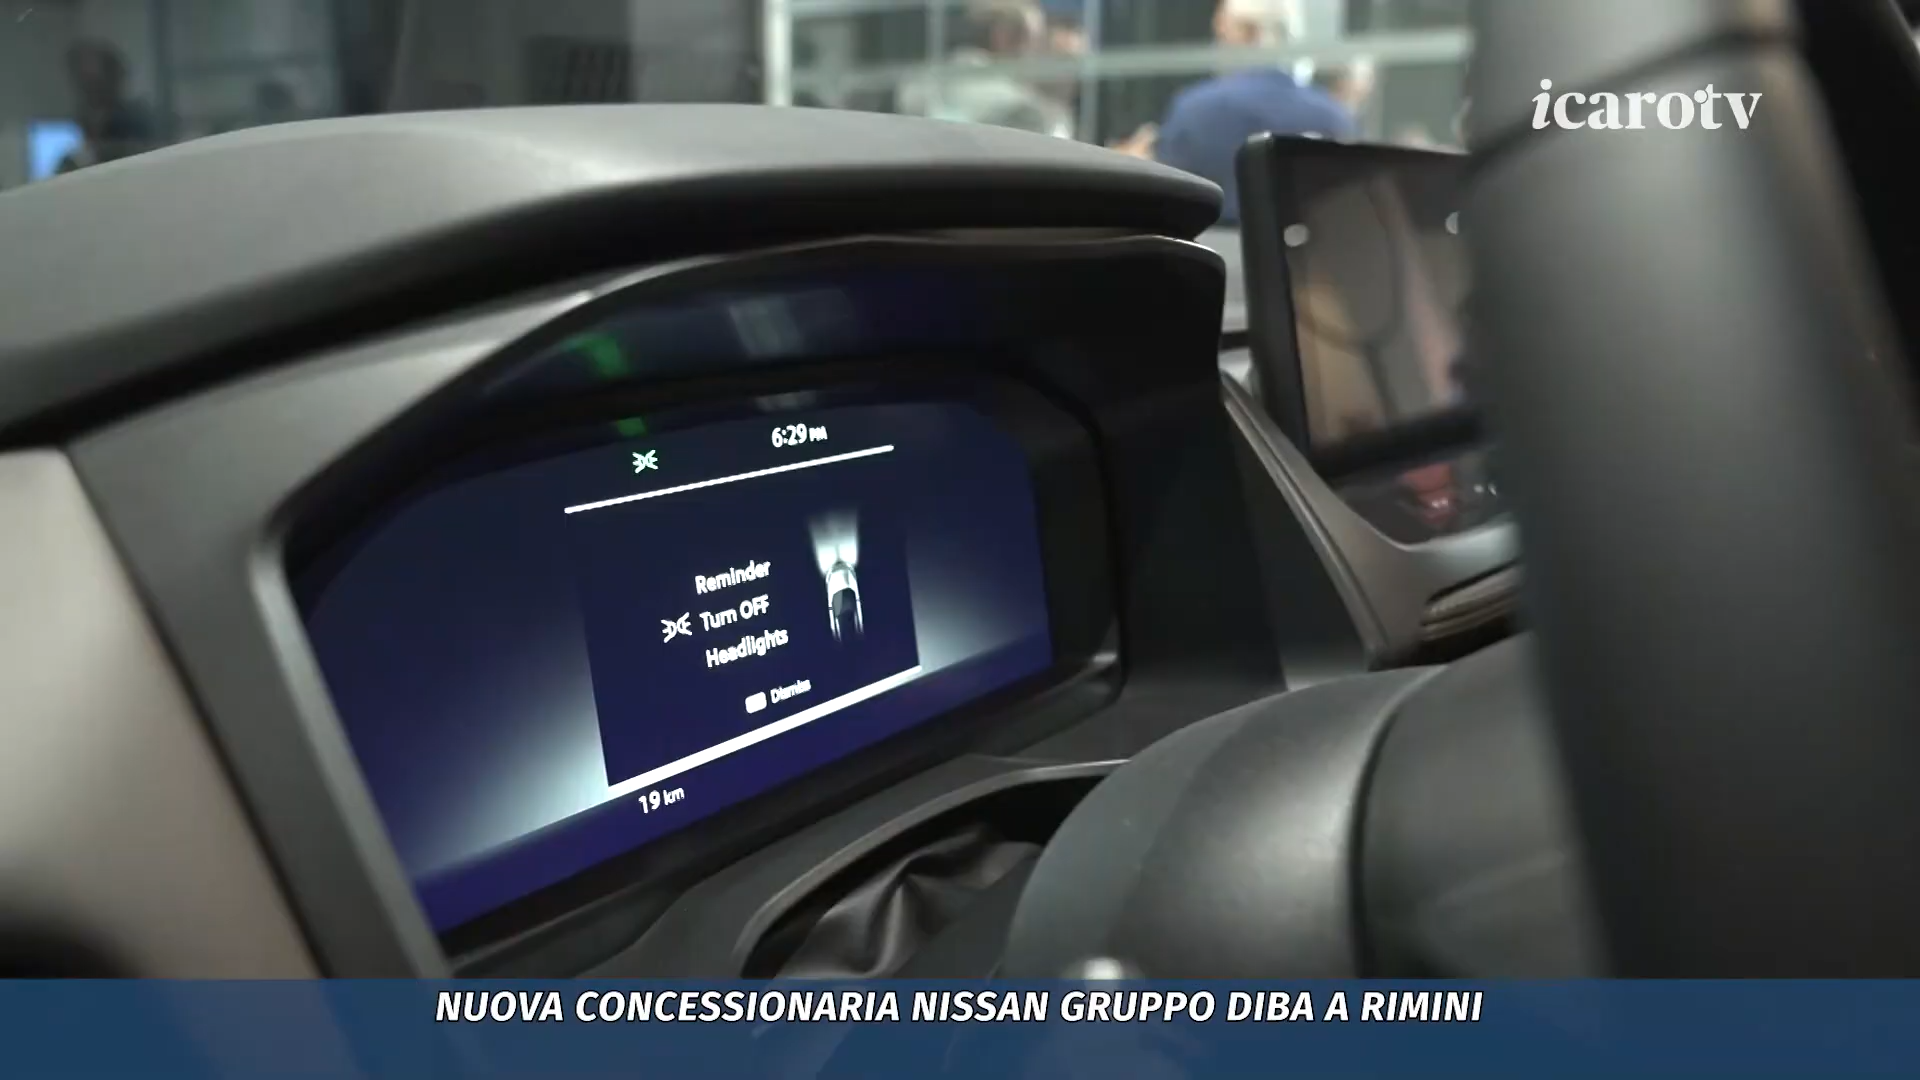 icarotv
6:29 PM
Reminder
Turn OFF
Headlights
Dismiss
19 km
NUOVA CONCESSIONARIA NISSAN GRUPPO DIBA A RIMINI